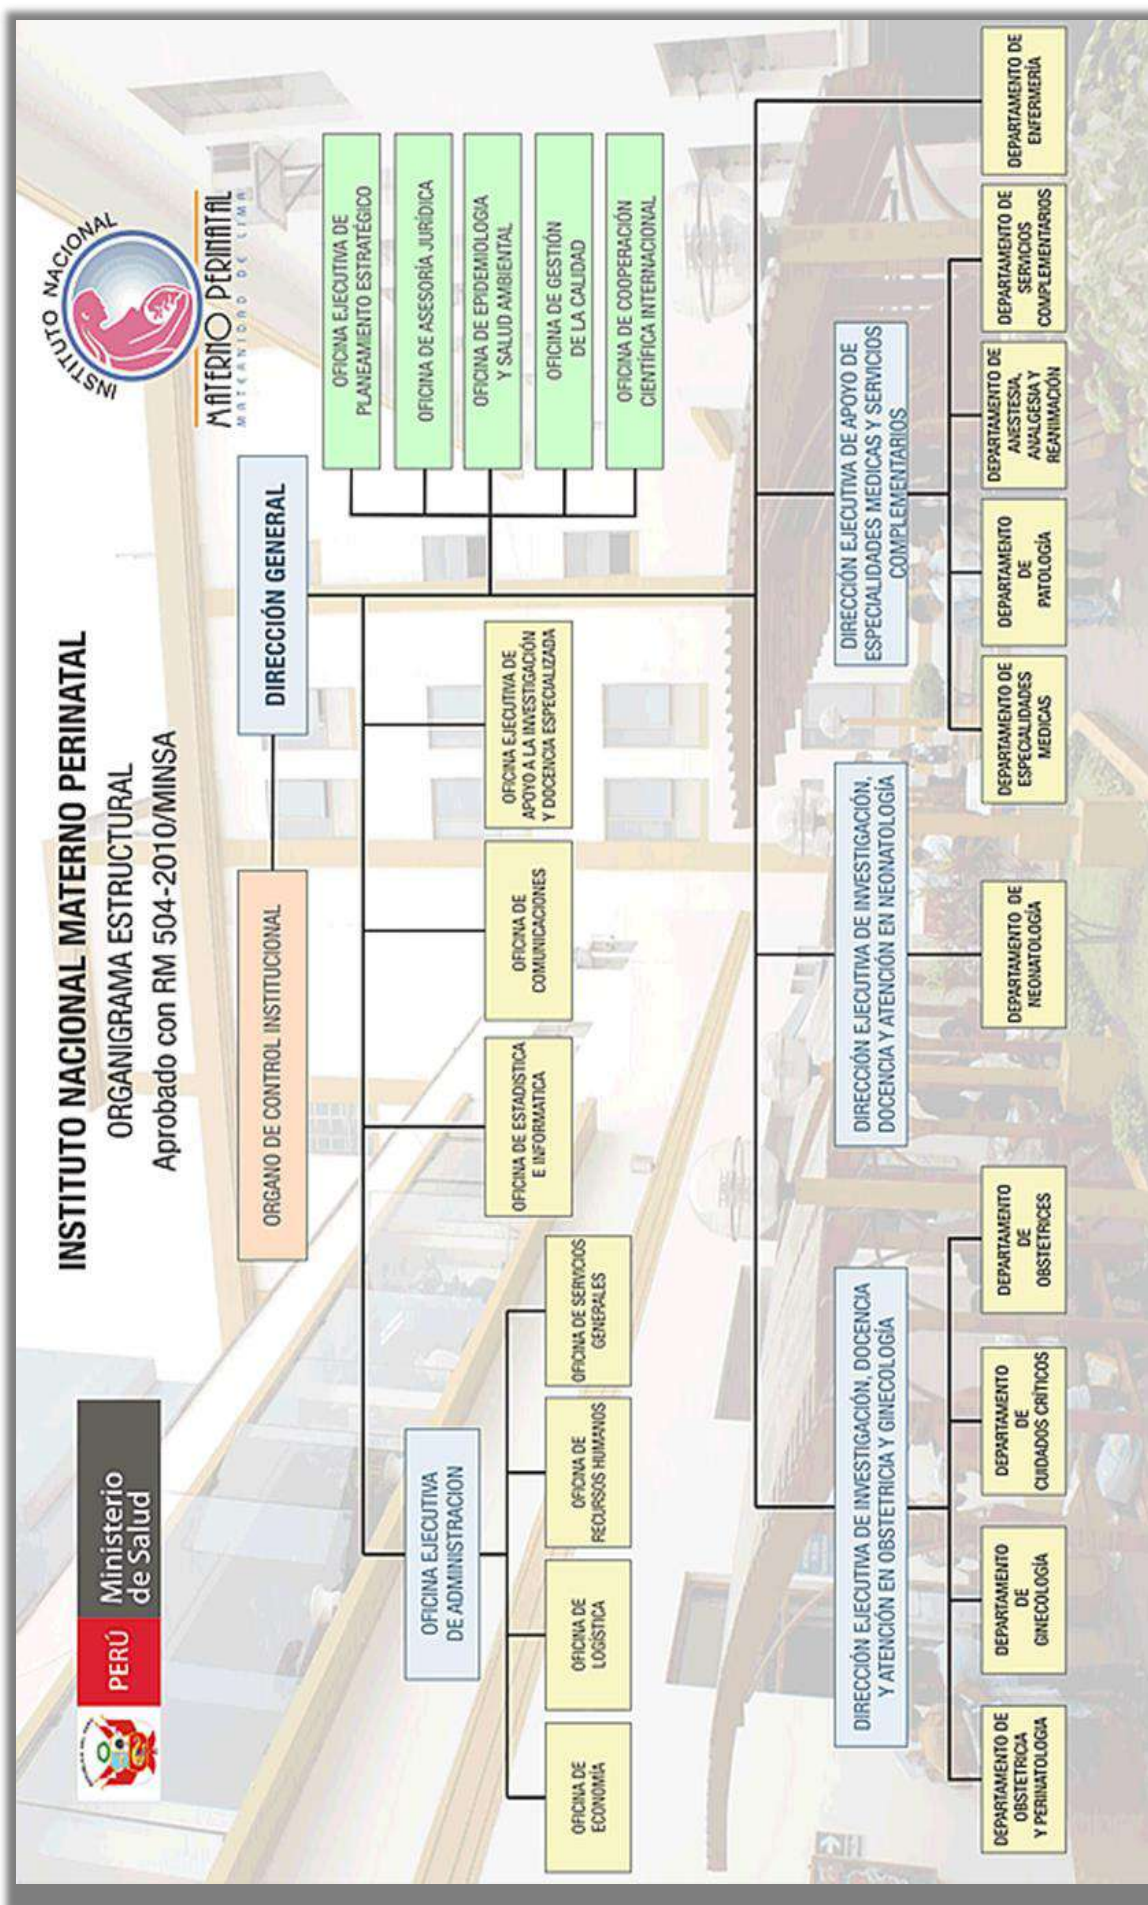 PERÚ
Ministerio
de Salud
INSTITUTO NACIONAL MATERNO PERINATAL
ORGANIGRAMA ESTRUCTURAL
Aprobado con RM 504-2010/MINSA
INSTITUTO NACIONAL
MATERNO PERINATAL
MATERNIDAD DE LIMA
ORGANO DE CONTROL INSTITUCIONAL
DIRECCIÓN GENERAL
OFICINA EJECUTIVA DE
PLANEAMIENTO ESTRATÉGICO
OFICINA DE ASESORÍA JURÍDICA
OFICINA DE EPIDEMIOLOGIA
Y SALUD AMBIENTAL
OFICINA DE GESTIÓN
DE LA CALIDAD
OFICINA DE COOPERACIÓN
CIENTÍFICA INTERNACIONAL
OFICINA EJECUTIVA
DE ADMINISTRACION
OFICINA DE
ECONOMÍA
OFICINA DE
LOGÍSTICA
OFICINA DE
RECURSOS HUMANOS
OFICINA DE SERVICIOS
GENERALES
OFICINA DE ESTADISTICA
E INFORMATICA
OFICINA DE
COMUNICACIONES
OFICINA EJECUTIVA DE
APOYO A LA INVESTIGACIÓN
Y DOCENCIA ESPECIALIZADA
DIRECCIÓN EJECUTIVA DE INVESTIGACIÓN, DOCENCIA
Y ATENCIÓN EN OBSTETRICIA Y GINECOLOGÍA
DIRECCIÓN EJECUTIVA DE INVESTIGACIÓN,
DOCENCIA Y ATENCIÓN EN NEONATOLOGÍA
DIRECCIÓN EJECUTIVA DE APOYO DE
ESPECIALIDADES MEDICAS Y SERVICIOS
COMPLEMENTARIOS
DEPARTAMENTO DE
OBSTETRICIA
Y PERINATOLOGIA
DEPARTAMENTO
DE
GINECOLOGÍA
DEPARTAMENTO
DE
CUIDADOS CRÍTICOS
DEPARTAMENTO
DE
OBSTETRICES
DEPARTAMENTO DE
NEONATOLOGÍA
DEPARTAMENTO DE
ESPECIALIDADES
MEDICAS
DEPARTAMENTO
DE
PATOLOGÍA
DEPARTAMENTO DE
ANESTESIA,
ANALGESIA Y
REANIMACIÓN
DEPARTAMENTO DE
SERVICIOS
COMPLEMENTARIOS
DEPARTAMENTO DE
ENFERMERÍA